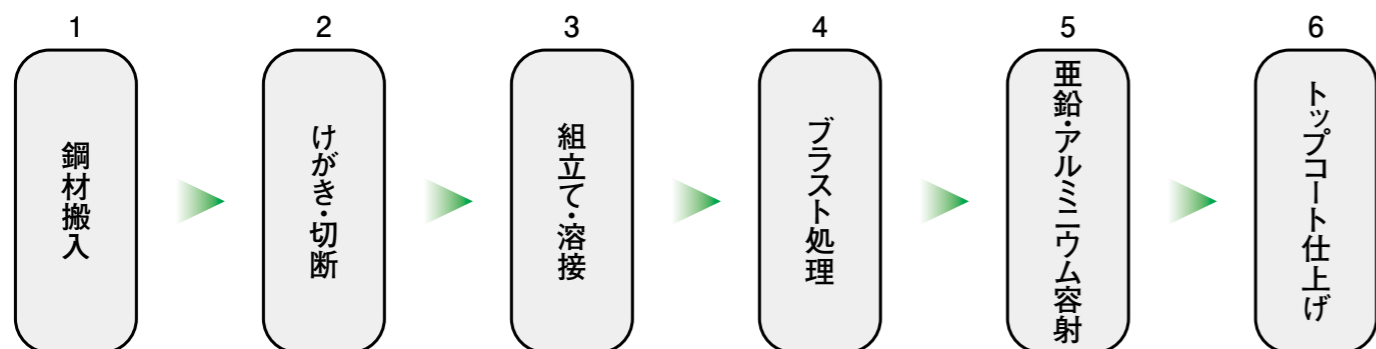 1
鋼材搬入
2
けがき・切断
3
組立て・溶接
4
ブラスト処理
5
亜鉛・アルミニウム容射
6
トップコート仕上げ